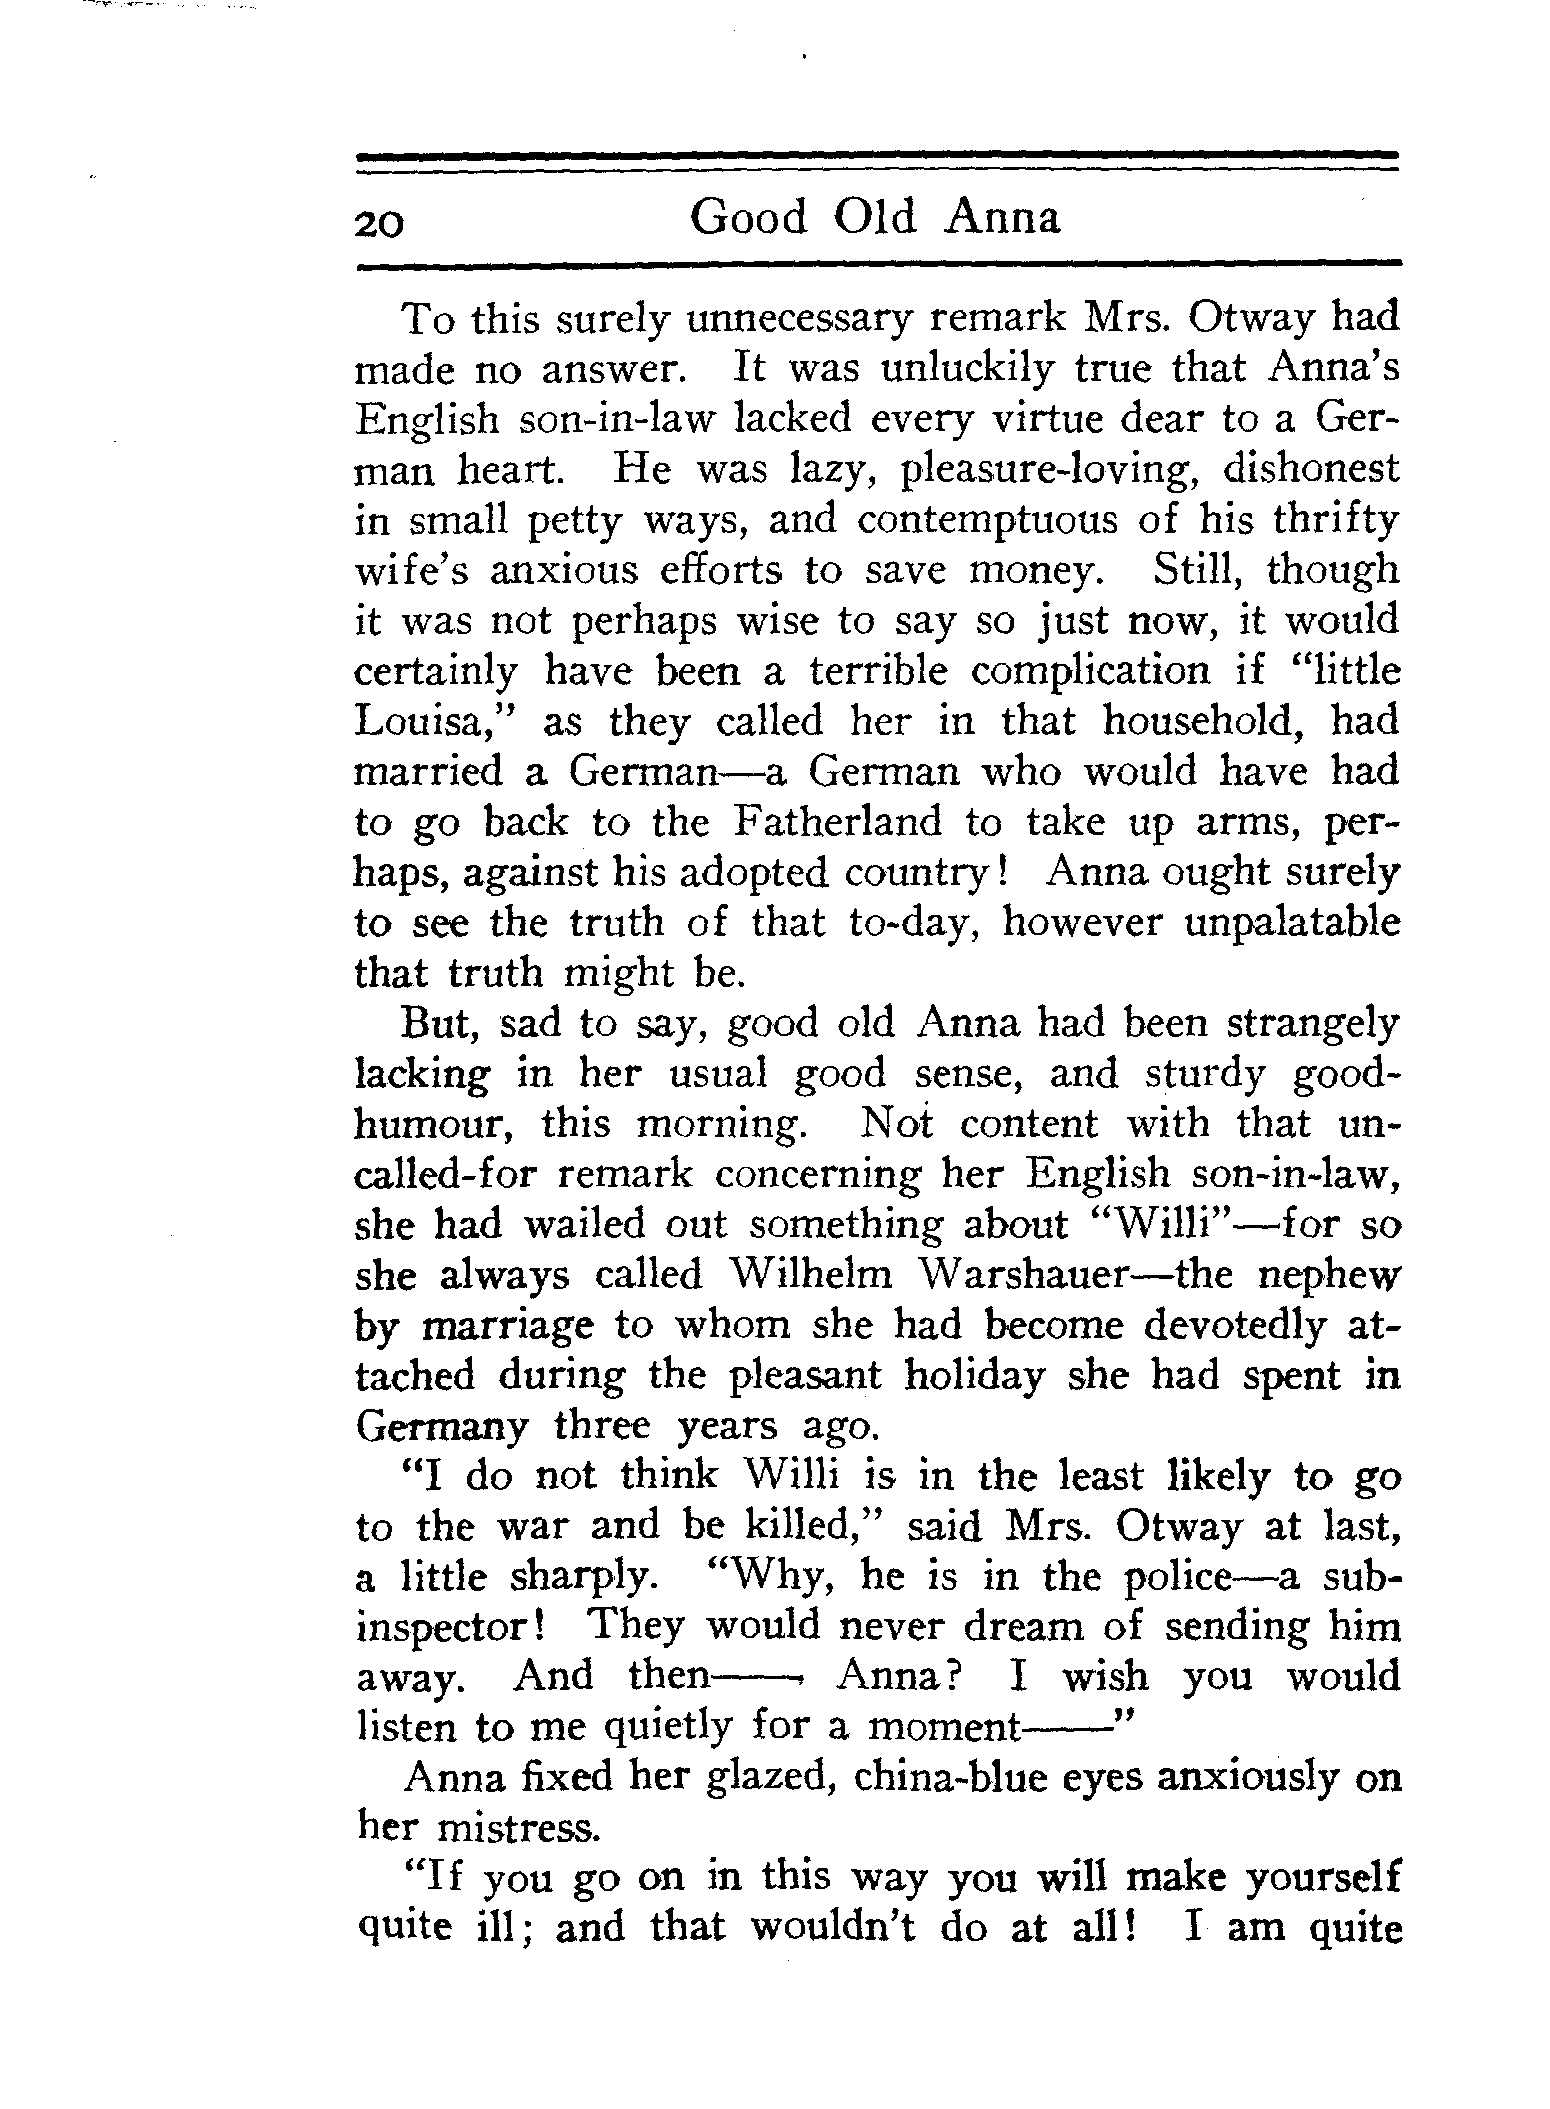 20 Good Old Anna
To this surely unnecessary remark Mrs. Otway had
made no answer. It was unluckily true that Anna's
English son-in-law lacked every virtue dear to a Ger-
man heart. He was lazy, pleasure-loving, dishonest
in small petty ways, and contemptuous of his thrifty
wife's anxious efforts to save money. Still, though
it was not perhaps wise to say so just now, it would
certainly have been a terrible complication if “little
Louisa,” as they called her in that household, had
married a German—a German who would have had
to go back to the Fatherland to take up arms, per-
haps, against his adopted country! Anna ought surely
to see the truth of that to-day, however unpalatable
that truth might be.
But, sad to say, good old Anna had been strangely
lacking in her usual good sense, and sturdy good-
humour, this morning. Not content with that un-
called-for remark concerning her English son-in-law,
she had wailed out something about “Willi”—for so
she always called Wilhelm Warshauer—the nephew
by marriage to whom she had become devotedly at-
tached during the pleasant holiday she had spent in
Germany three years ago.
“I do not think Willi is in the least likely to go
to the war and be killed,” said Mrs. Otway at last,
a little sharply. “Why, he is in the police—a sub-
inspector! They would never dream of sending him
away. And then——, Anna? I wish you would
listen to me quietly for a moment——”
Anna fixed her glazed, china-blue eyes anxiously on
her mistress.
“If you go on in this way you will make yourself
quite ill; and that wouldn't do at all! I am quite